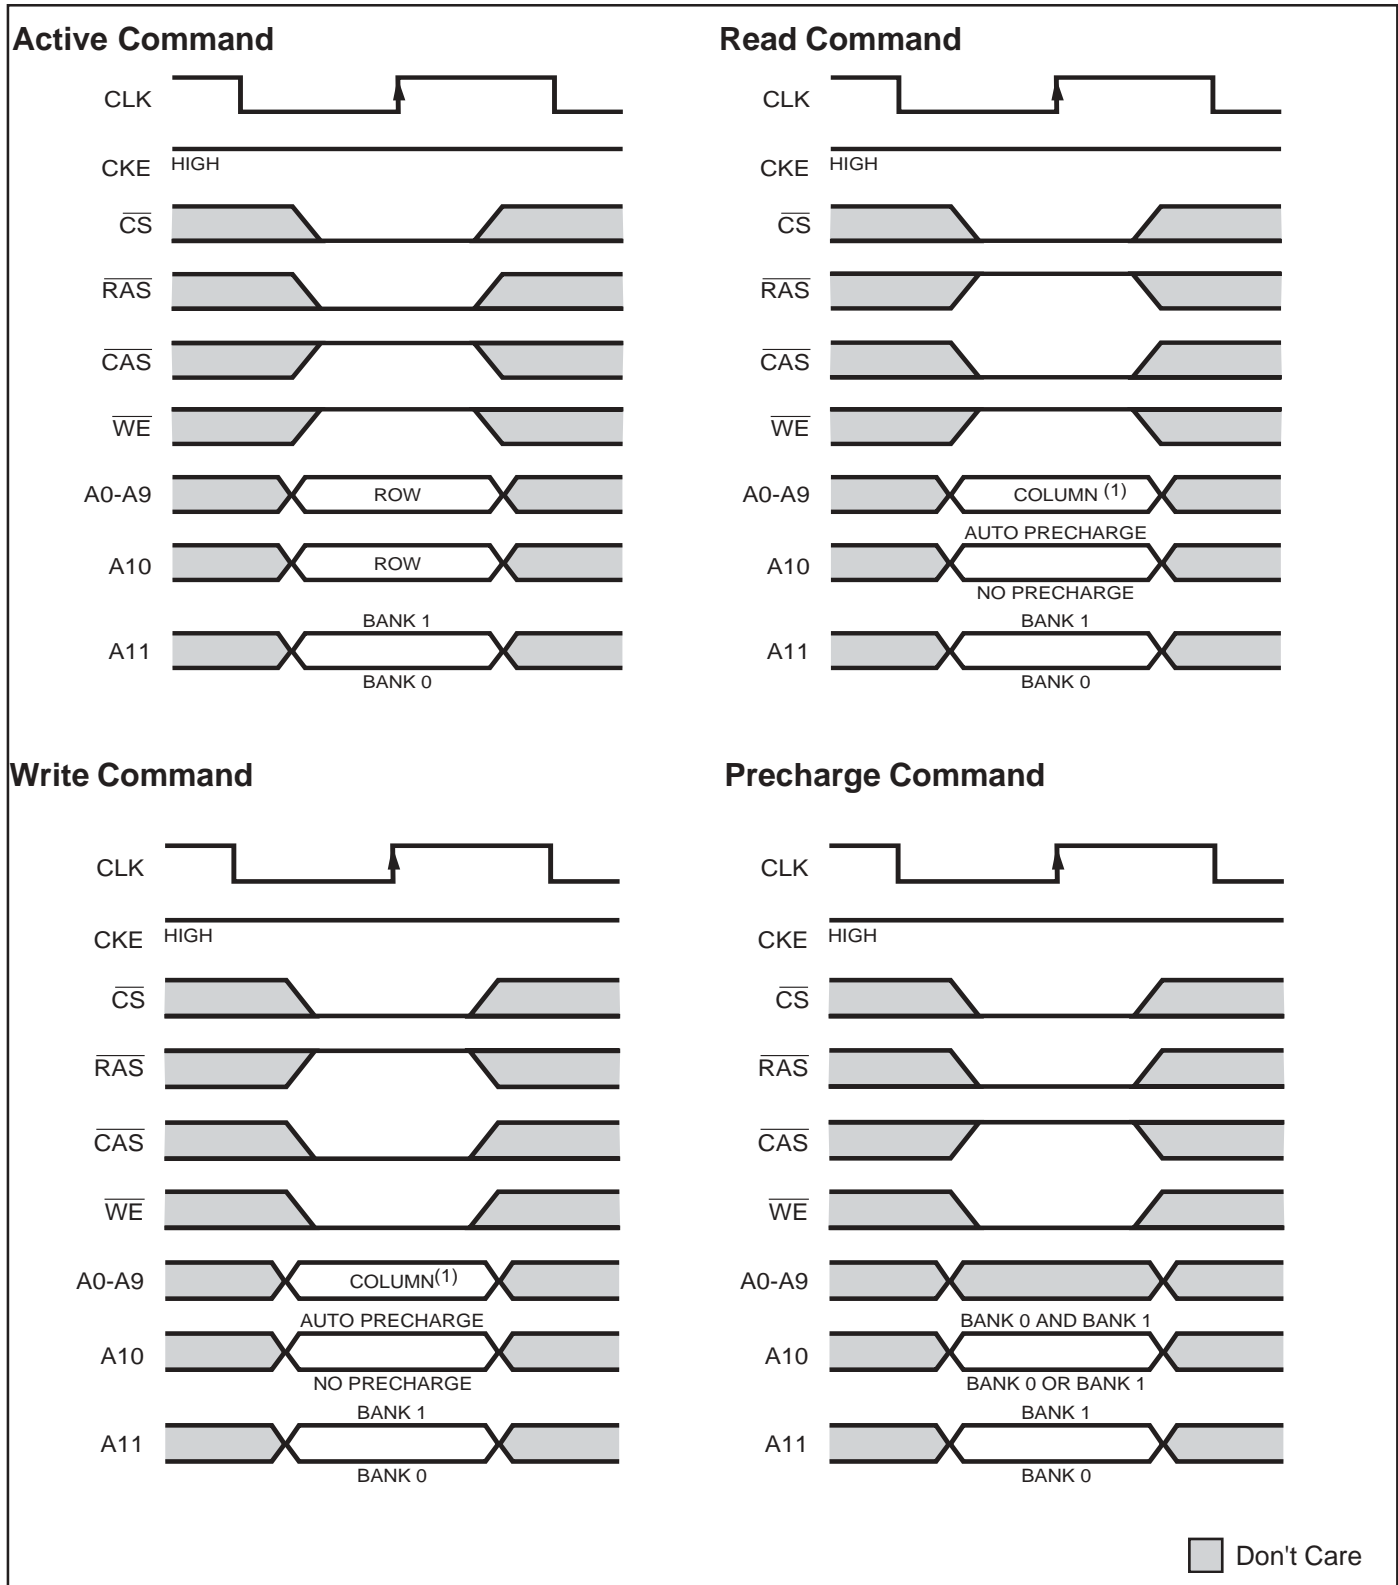 Active Command
CLK
CKE HIGH
CS
RAS
CAS
WE
A0-A9 ROW
A10 ROW
BANK 1
A11
BANK 0
Read Command
CLK
CKE HIGH
CS
RAS
CAS
WE
A0-A9 COLUMN (1)
AUTO PRECHARGE
A10
NO PRECHARGE
BANK 1
A11
BANK 0
Write Command
CLK
CKE HIGH
CS
RAS
CAS
WE
A0-A9 COLUMN(1)
AUTO PRECHARGE
A10
NO PRECHARGE
BANK 1
A11
BANK 0
Precharge Command
CLK
CKE HIGH
CS
RAS
CAS
WE
A0-A9
BANK 0 AND BANK 1
A10
BANK 0 OR BANK 1
BANK 1
A11
BANK 0
Don't Care